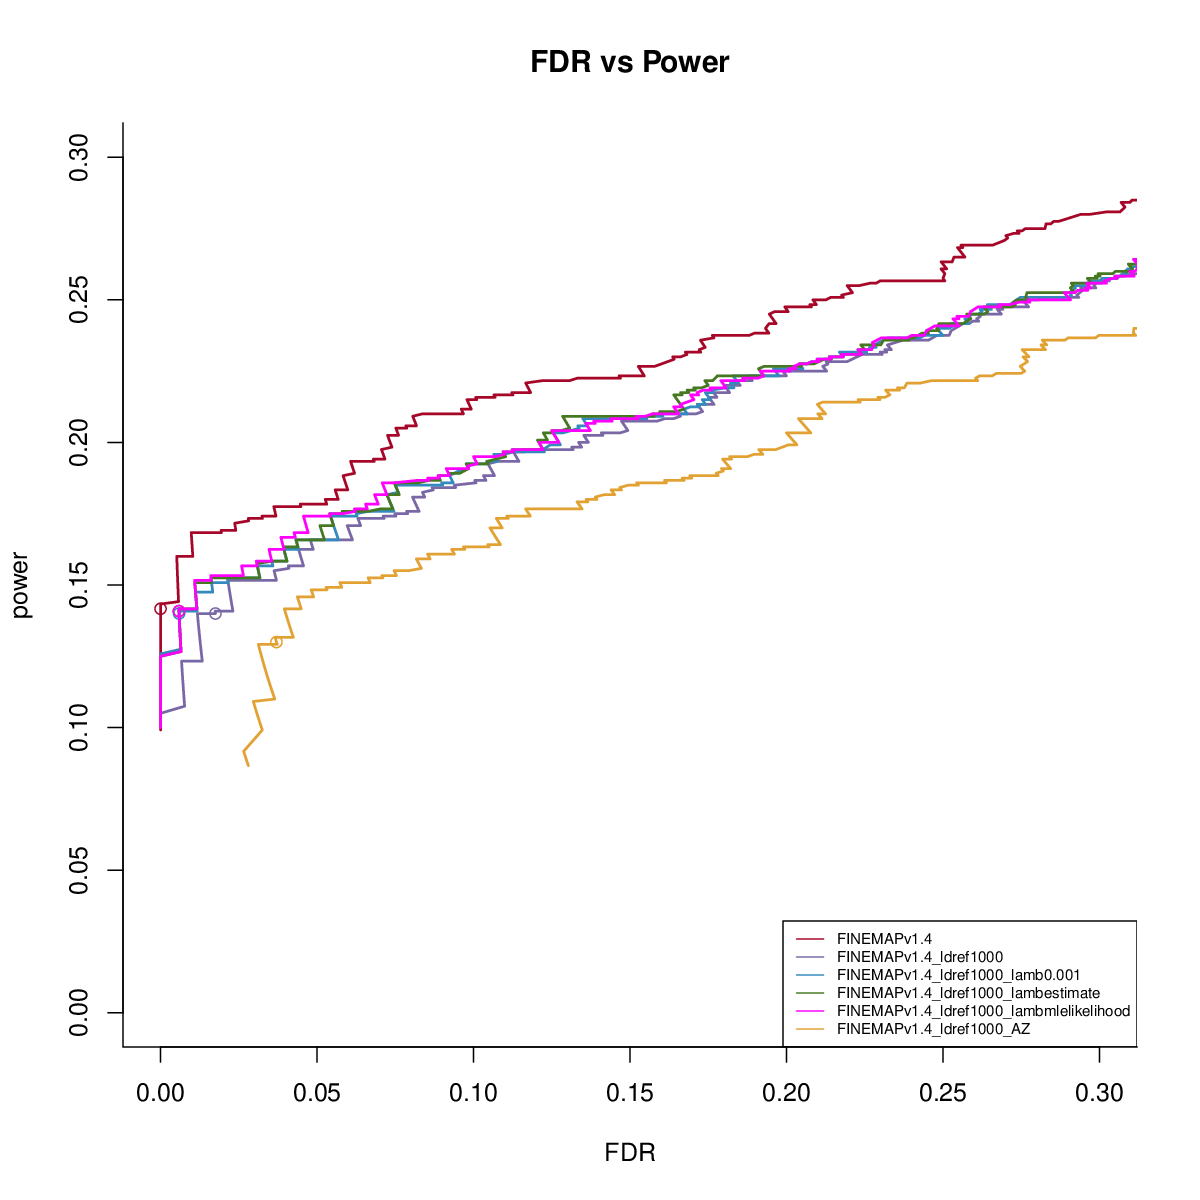 FDR vs Power
power
0.30
0.25
0.20
0.15
0.10
0.05
0.00
FINEMAPv1.4
FINEMAPv1.4_ldref1000
FINEMAPv1.4_ldref1000_lamb0.001
FINEMAPv1.4_ldref1000_lambestimate
FINEMAPv1.4_ldref1000_lambmlelikelihood
FINEMAPv1.4_ldref1000_AZ
0.00 0.05 0.10 0.15 0.20 0.25 0.30
FDR